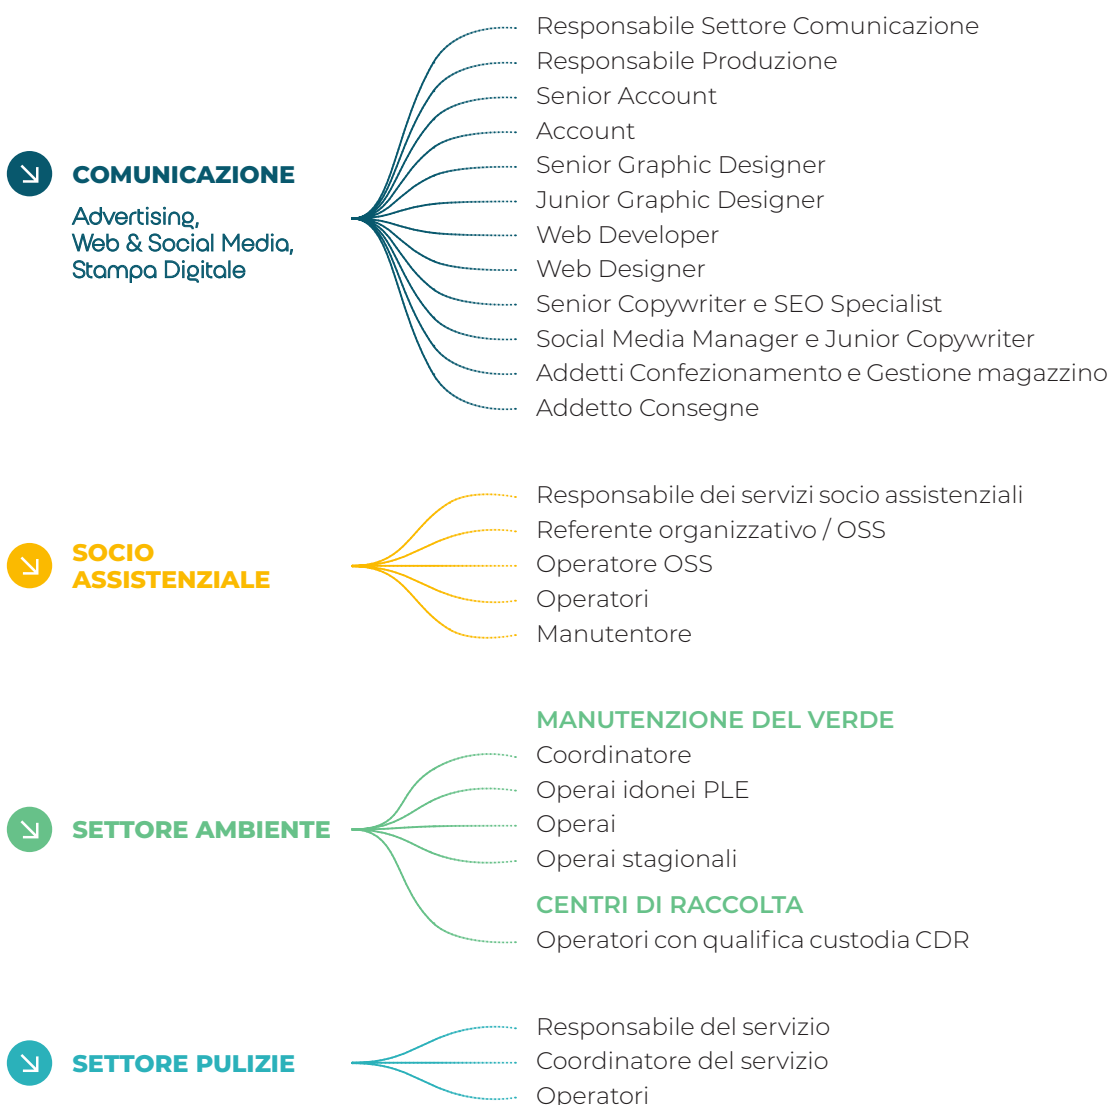 COMUNICAZIONE
Advertising,
Web & Social Media,
Stampa Digitale
Responsabile Settore Comunicazione
Responsabile Produzione
Senior Account
Account
Senior Graphic Designer
Junior Graphic Designer
Web Developer
Web Designer
Senior Copywriter e SEO Specialist
Social Media Manager e Junior Copywriter
Addetti Confezionamento e Gestione magazzino
Addetto Consegne
SOCIO
ASSISTENZIALE
Responsabile dei servizi socio assistenziali
Referente organizzativo / OSS
Operatore OSS
Operatori
Manutentore
SETTORE AMBIENTE
MANUTENZIONE DEL VERDE
Coordinatore
Operai idonei PLE
Operai
Operai stagionali
CENTRI DI RACCOLTA
Operatori con qualifica custodia CDR
SETTORE PULIZIE
Responsabile del servizio
Coordinatore del servizio
Operatori